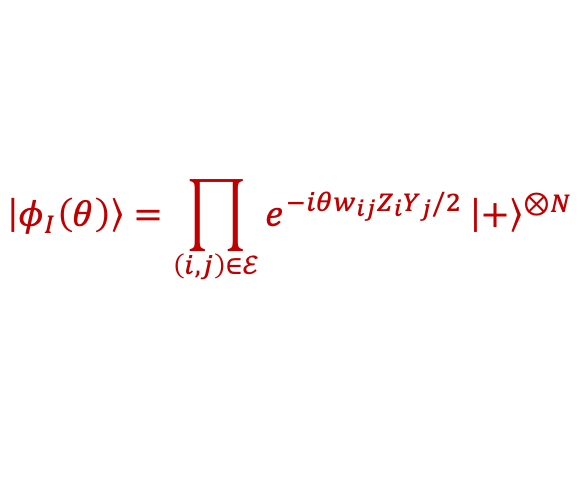 |ϕ_I(θ)⟩ = ∏_{(i,j)∈ℰ} e^{−iθw_{ij}Z_iY_j/2} |+⟩^{⊗N}